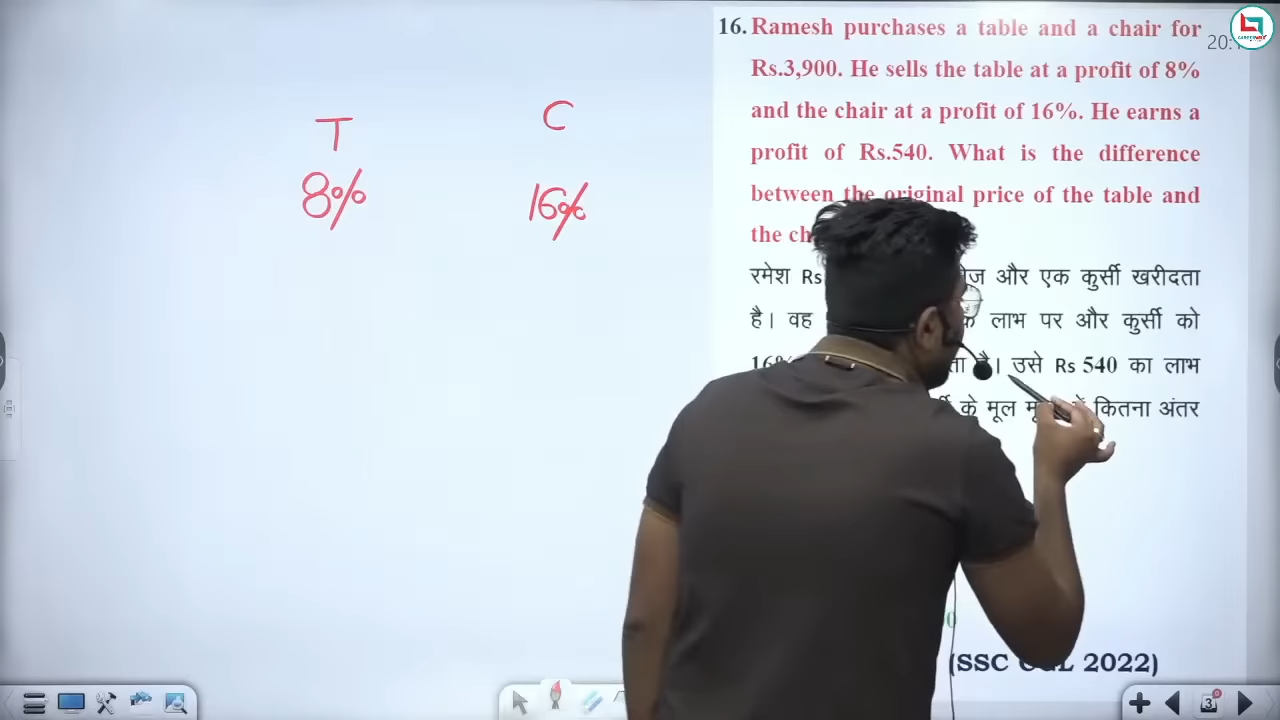 16. Ramesh purchases a table and a chair for
Rs.3,900. He sells the table at a profit of 8%
and the chair at a profit of 16%. He earns a
profit of Rs.540. What is the difference
between the original price of the table and
the
रमेश Rs और एक कुर्सी खरीदता
है। वह लाभ पर और कुर्सी को
है। उसे Rs 540 का लाभ
के मूल कितना अंतर
(SSC 2022)
T C
8% 16%
3